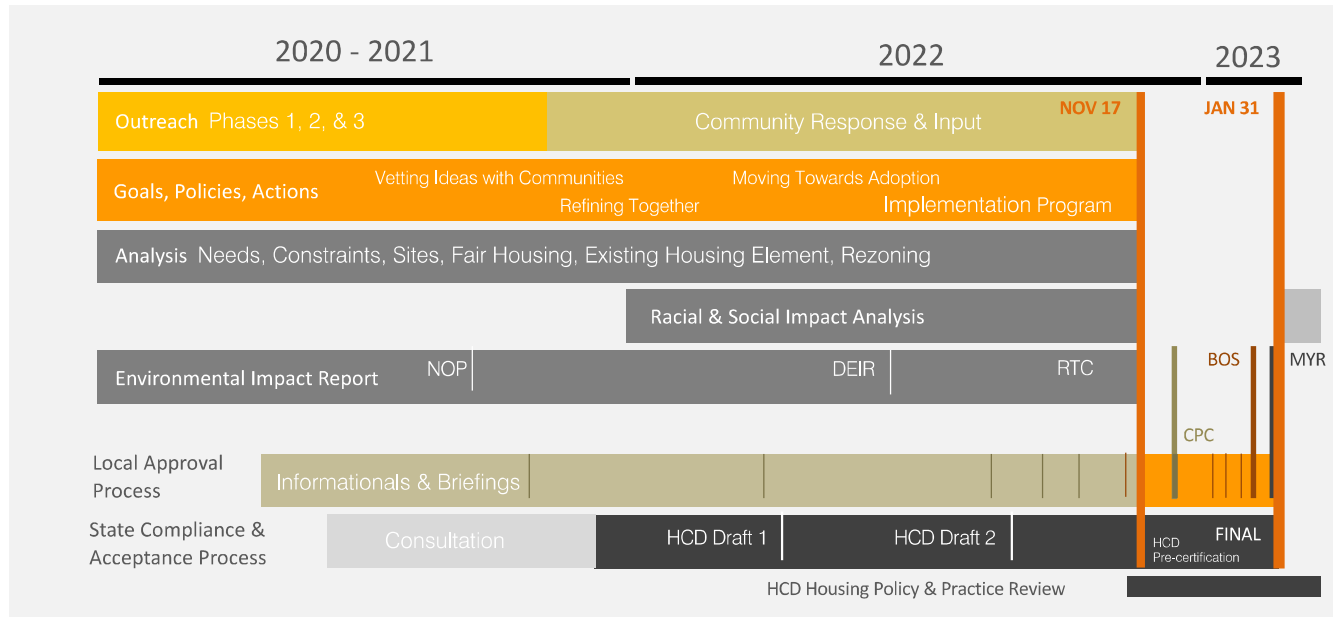 2020 - 2021
2022
2023
Outreach Phases 1, 2, & 3
Community Response & Input
NOV 17
JAN 31
Goals, Policies, Actions
Vetting Ideas with Communities
Refining Together
Moving Towards Adoption
Implementation Program
Analysis Needs, Constraints, Sites, Fair Housing, Existing Housing Element, Rezoning
Racial & Social Impact Analysis
Environmental Impact Report
NOP
DEIR
RTC
BOS
MYR
CPC
Local Approval
Process
Informationals & Briefings
State Compliance &
Acceptance Process
Consultation
HCD Draft 1
HCD Draft 2
HCD
Pre-certification
FINAL
HCD Housing Policy & Practice Review